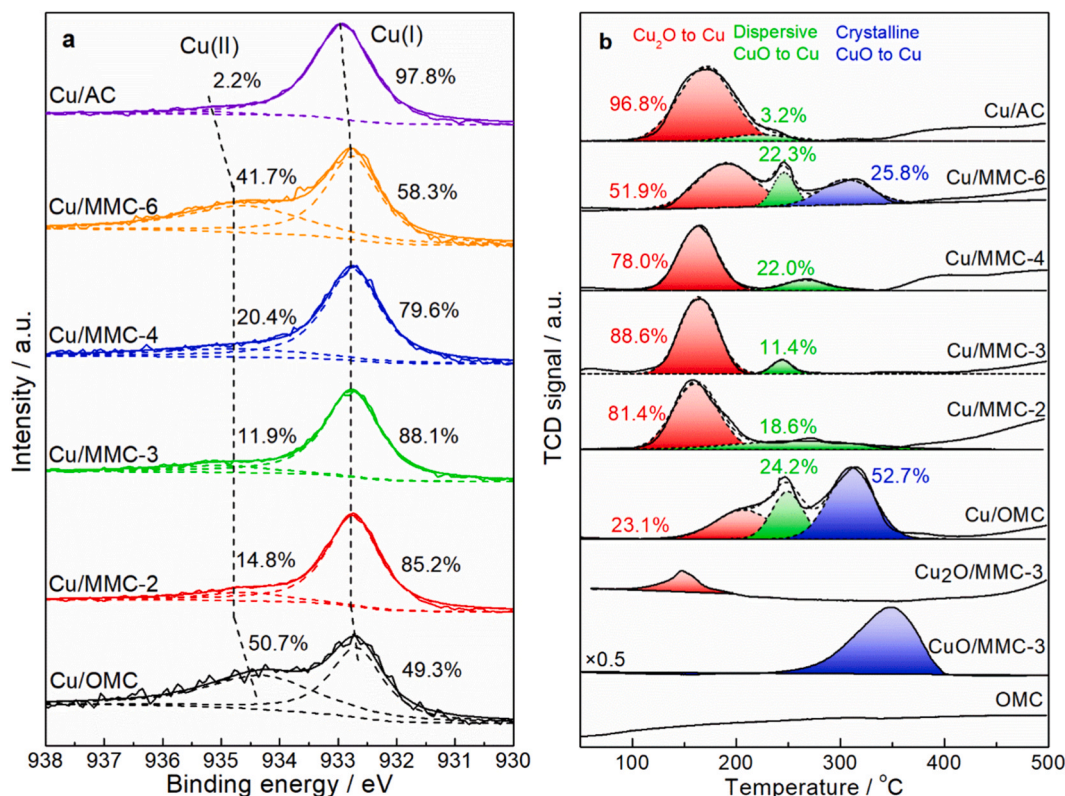 a
Cu(II)
Cu(I)
2.2%
97.8%
Cu/AC
41.7%
58.3%
Cu/MMC-6
20.4%
79.6%
Cu/MMC-4
11.9%
88.1%
Cu/MMC-3
14.8%
85.2%
Cu/MMC-2
50.7%
49.3%
Cu/OMC
Intensity / a.u.
938 937 936 935 934 933 932 931 930
Binding energy / eV
b
Cu₂O to Cu
Dispersive
CuO to Cu
Crystalline
CuO to Cu
96.8%
3.2%
Cu/AC
22.3%
25.8%
51.9%
Cu/MMC-6
78.0%
22.0%
Cu/MMC-4
88.6%
11.4%
Cu/MMC-3
81.4%
18.6%
Cu/MMC-2
24.2%
52.7%
23.1%
Cu/OMC
Cu₂O/MMC-3
CuO/MMC-3
×0.5
OMC
TCD signal / a.u.
100 200 300 400 500
Temperature / °C